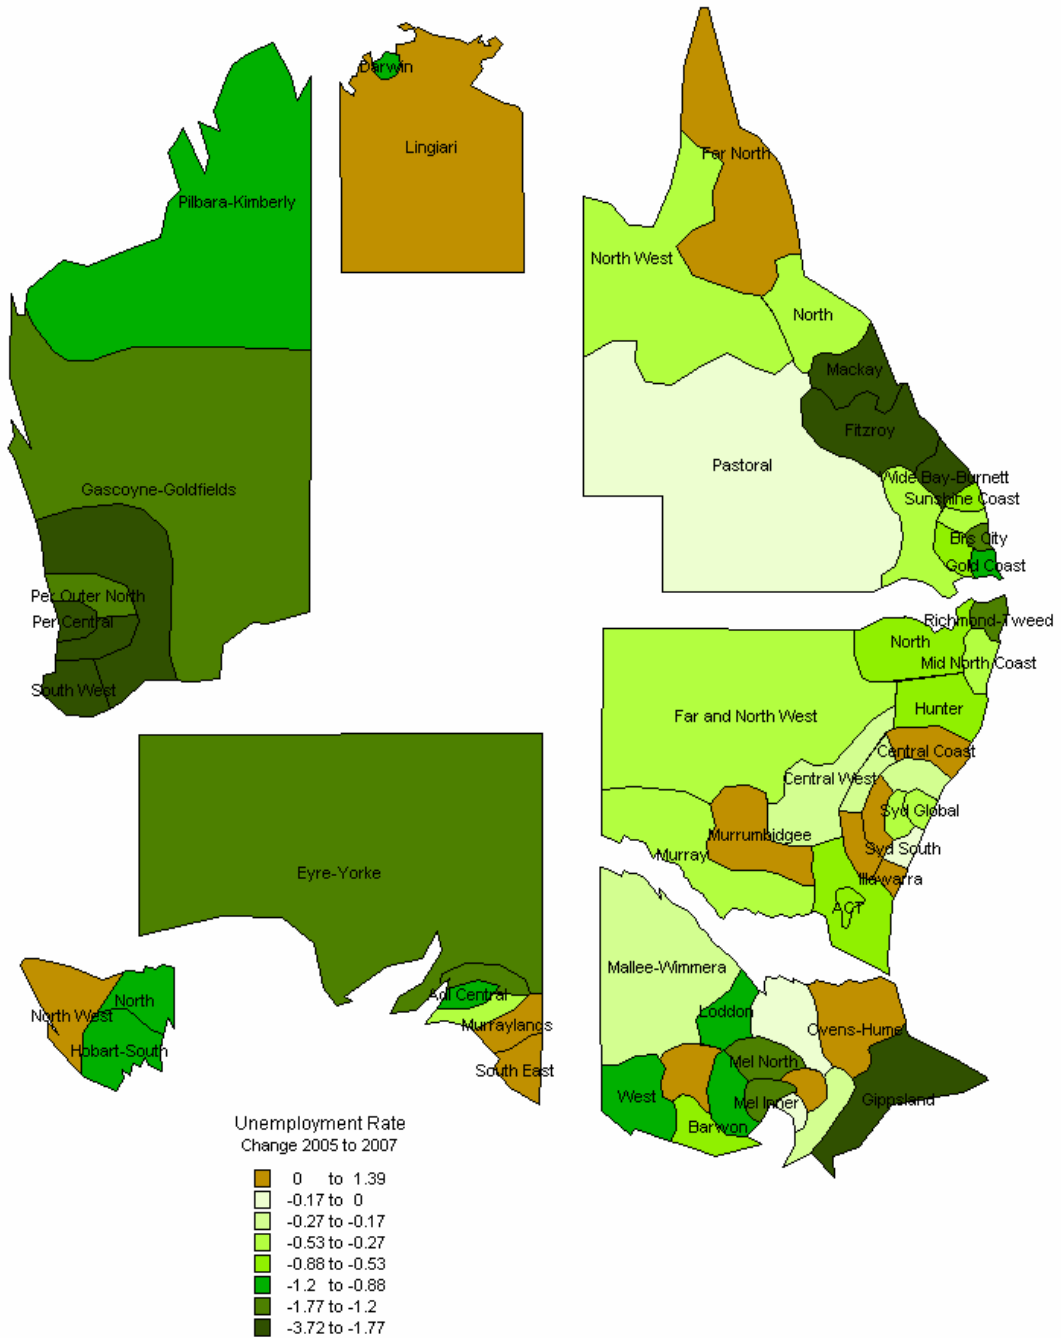 Darwin
Lingiari
Far North
Pilbara-Kimberly
North West
North
Mackay
Fitzroy
Pastoral
Wide Bay-Burnett
Gascoyne-Goldfields
Sunshine Coast
Brs City
Gold Coast
Per Outer North
Per Central
Richmond-Tweed
North
Mid North Coast
South West
Hunter
Far and North West
Central Coast
Central West
Syd Global
Murrumbidgee
Syd South
Murray
Eyre-Yorke
Illawarra
ACT
Mallee-Wimmera
Adl Central
North
Loddon
North West
Murraylands
Ovens-Hume
Hobart-South
Mel North
South East
West
Mel Inner
Gippsland
Barwon
Unemployment Rate
Change 2005 to 2007
0 to 1.39
-0.17 to 0
-0.27 to -0.17
-0.53 to -0.27
-0.88 to -0.53
-1.2 to -0.88
-1.77 to -1.2
-3.72 to -1.77